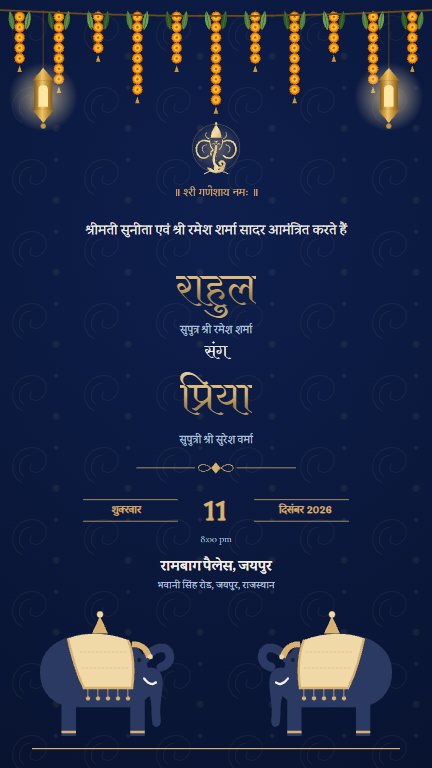 ॥ श्री गणेशाय नमः ॥
श्रीमती सुनीता एवं श्री रमेश शर्मा सादर आमंत्रित करते हैं
राहुल
सुपुत्र श्री रमेश शर्मा
संग
प्रिया
सुपुत्री श्री सुरेश वर्मा
शुक्रवार 11 दिसंबर 2026
8:00 pm
रामबाग पैलेस, जयपुर
भवानी सिंह रोड, जयपुर, राजस्थान